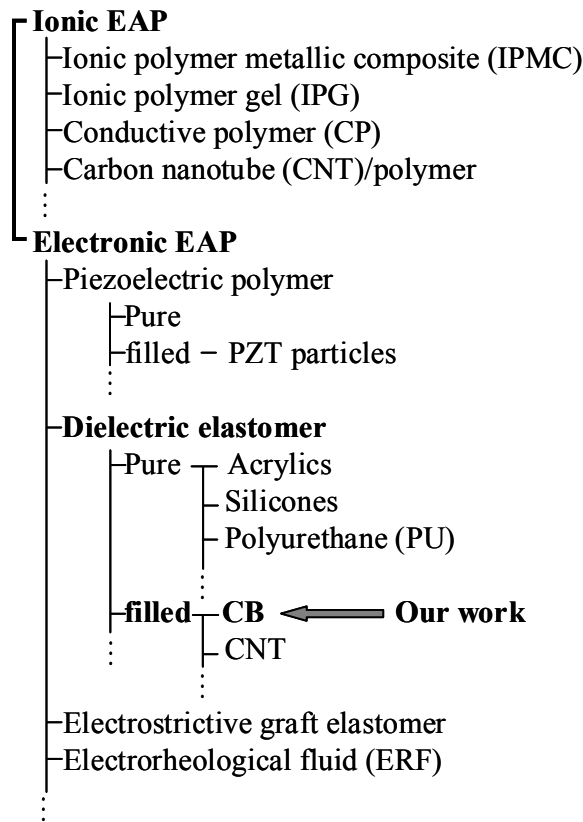 Ionic EAP
Ionic polymer metallic composite (IPMC)
Ionic polymer gel (IPG)
Conductive polymer (CP)
Carbon nanotube (CNT)/polymer
Electronic EAP
Piezoelectric polymer
Pure
filled – PZT particles
Dielectric elastomer
Pure Acrylics
Silicones
Polyurethane (PU)
filled CB Our work
CNT
Electrostrictive graft elastomer
Electrorheological fluid (ERF)